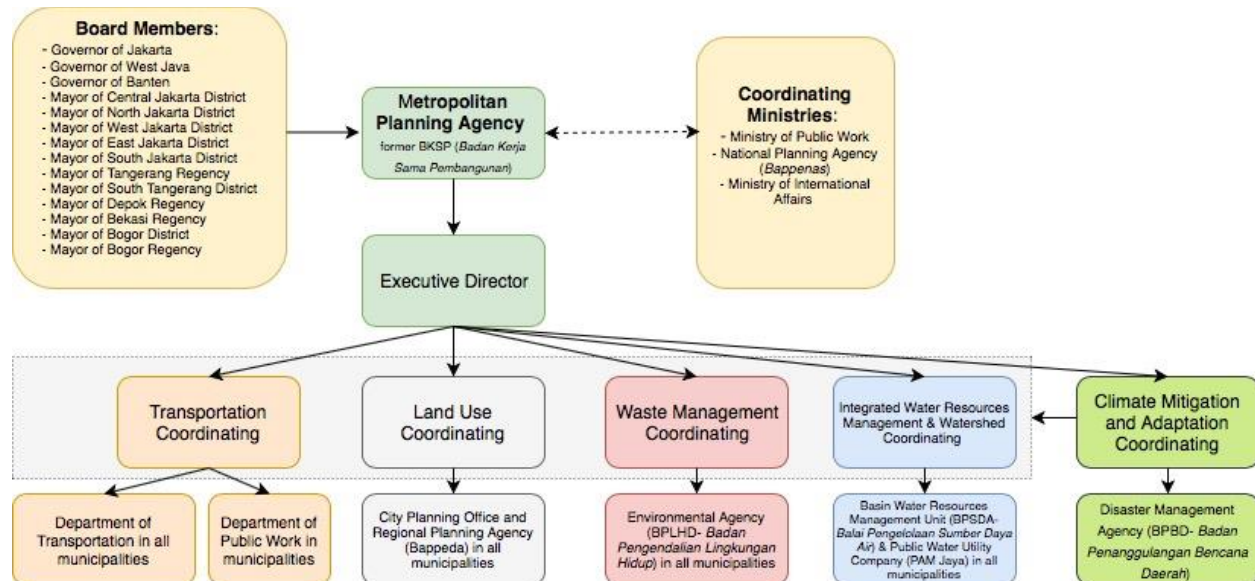 Board Members:
- Governor of Jakarta
- Governor of West Java
- Governor of Banten
- Mayor of Central Jakarta District
- Mayor of North Jakarta District
- Mayor of West Jakarta District
- Mayor of East Jakarta District
- Mayor of South Jakarta District
- Mayor of Tangerang Regency
- Mayor of South Tangerang District
- Mayor of Depok Regency
- Mayor of Bekasi Regency
- Mayor of Bogor District
- Mayor of Bogor Regency
Metropolitan
Planning Agency
former BKSP (Badan Kerja
Sama Pembangunan)
Coordinating
Ministries:
- Ministry of Public Work
- National Planning Agency
(Bappenas)
- Ministry of International
Affairs
Executive Director
Transportation
Coordinating
Land Use
Coordinating
Waste Management
Coordinating
Integrated Water Resources
Management & Watershed
Coordinating
Climate Mitigation
and Adaptation
Coordinating
Department of
Transportation in all
municipalities
Department of
Public Work in
municipalities
City Planning Office and
Regional Planning Agency
(Bappeda) in all
municipalities
Environmental Agency
(BPLHD- Badan
Pengendalian Lingkungan
Hidup) in all municipalities
Basin Water Resources
Management Unit (BPSDA-
Balai Pengelolaan Sumber Daya
Air) & Public Water Utility
Company (PAM Jaya) in all
municipalities
Disaster Management
Agency (BPBD- Badan
Penanggulangan Bencana
Daerah)